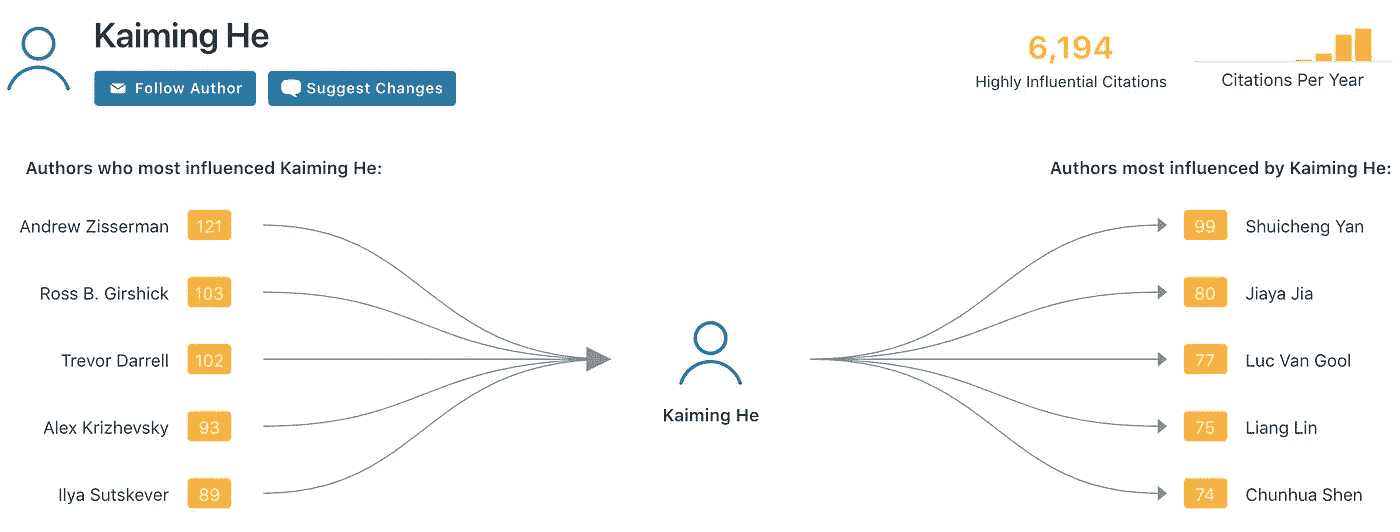 Kaiming He
Follow Author
Suggest Changes
6,194
Highly Influential Citations
Citations Per Year
Authors who most influenced Kaiming He:
Andrew Zisserman 121
Ross B. Girshick 103
Trevor Darrell 102
Alex Krizhevsky 93
Ilya Sutskever 89
Kaiming He
Authors most influenced by Kaiming He:
99 Shuicheng Yan
80 Jiaya Jia
77 Luc Van Gool
75 Liang Lin
74 Chunhua Shen